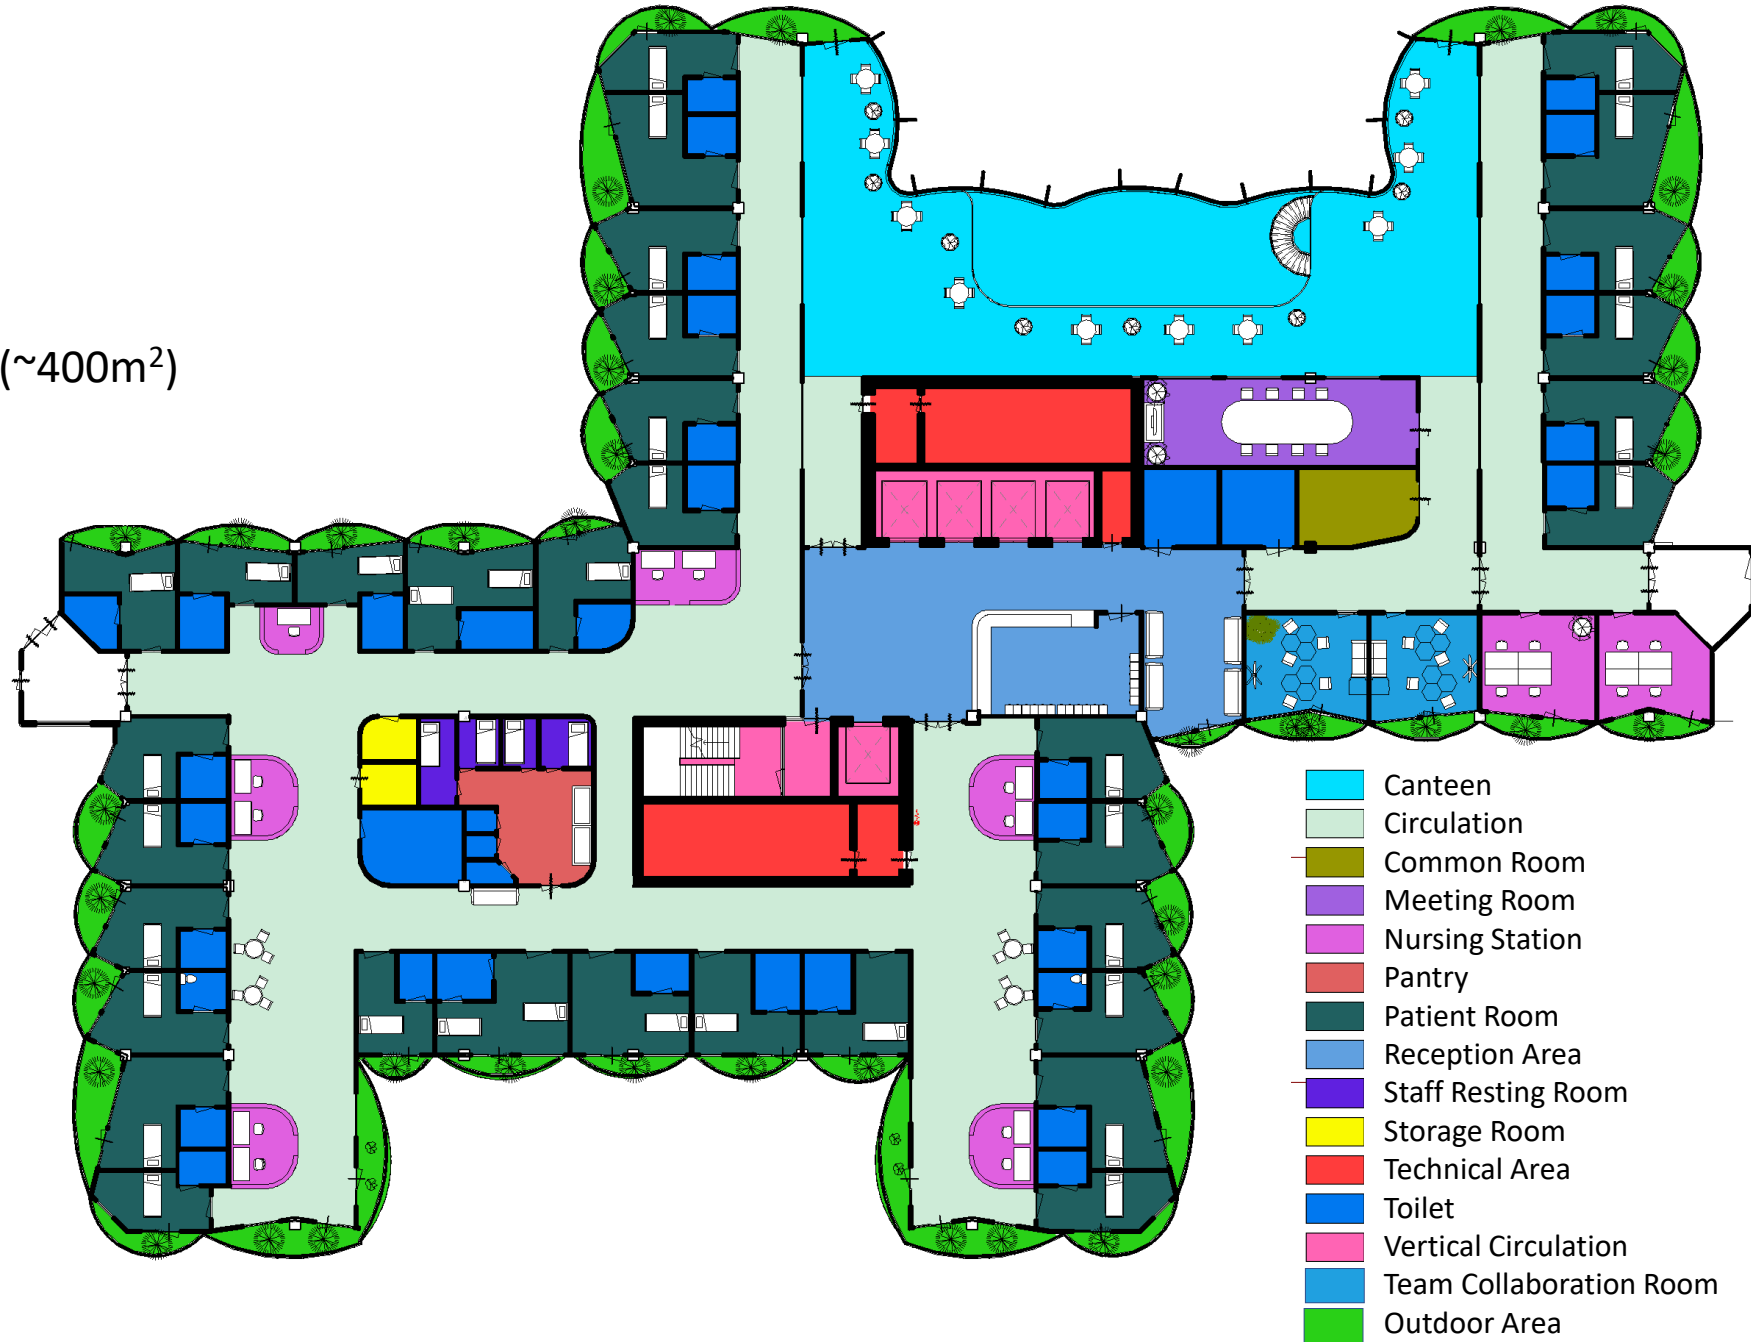 (~400m²)
Canteen
Circulation
Common Room
Meeting Room
Nursing Station
Pantry
Patient Room
Reception Area
Staff Resting Room
Storage Room
Technical Area
Toilet
Vertical Circulation
Team Collaboration Room
Outdoor Area